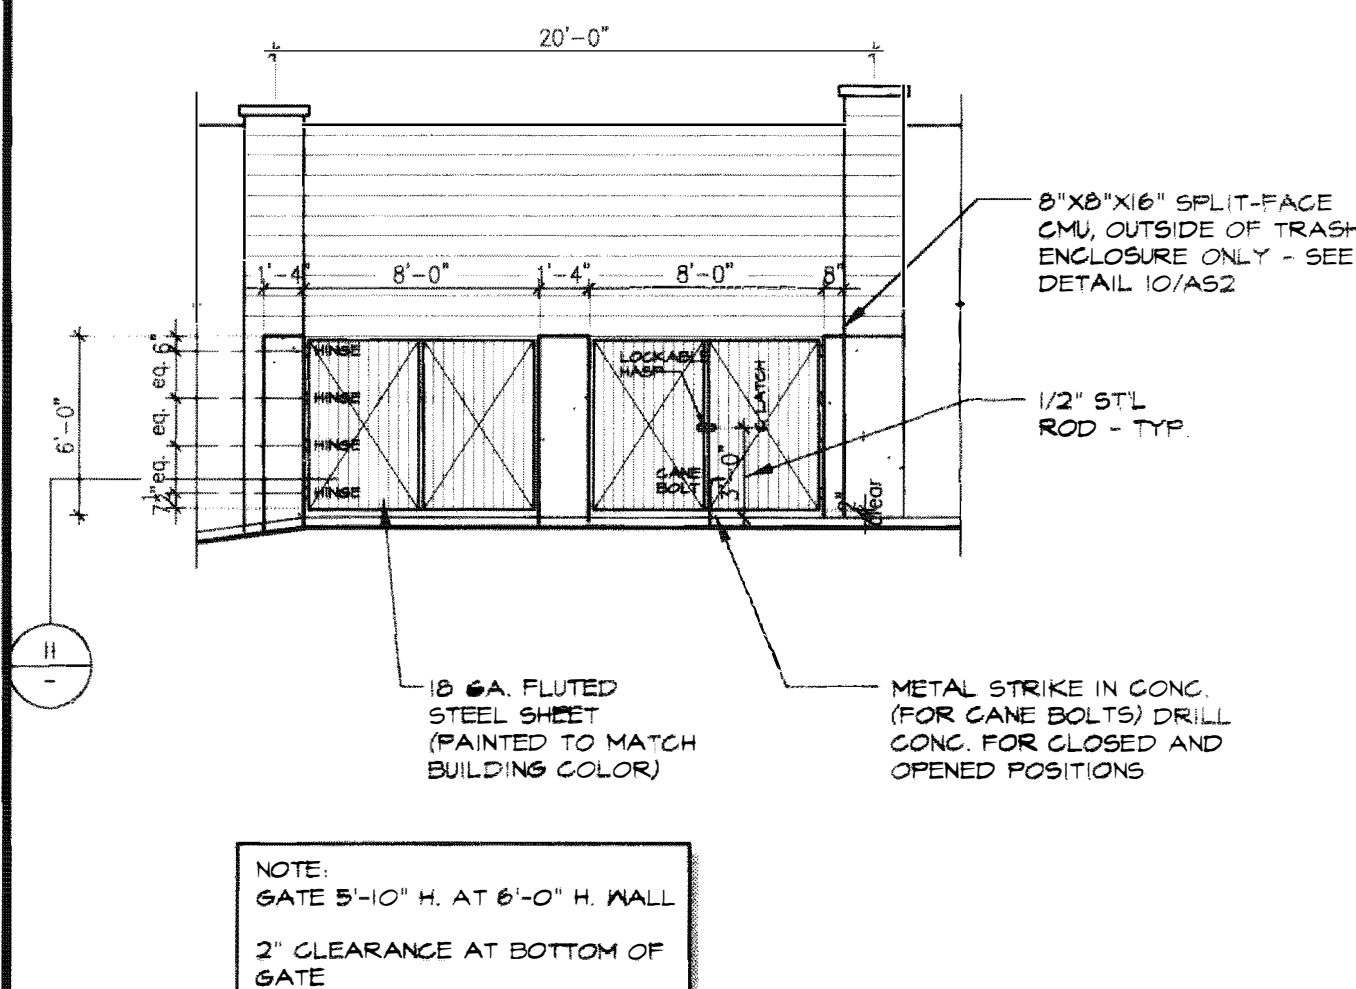 20'-0"
8"X8"X16" SPLIT-FACE
CMU, OUTSIDE OF TRASH
ENCLOSURE ONLY - SEE
DETAIL 10/AS2
1'-4" 8'-0" 1'-4" 8'-0" 8"
6'-0"
6"
eq.
eq.
eq.
7½"
HINGE
HINGE
HINGE
HINGE
LOCKABLE
HASP
LATCH
CANE
BOLT
3'-0"
2"
clear
1/2" ST'L
ROD - TYP.
11
-
18 GA. FLUTED
STEEL SHEET
(PAINTED TO MATCH
BUILDING COLOR)
METAL STRIKE IN CONC.
(FOR CANE BOLTS) DRILL
CONC. FOR CLOSED AND
OPENED POSITIONS
NOTE:
GATE 5'-10" H. AT 6'-0" H. WALL
2" CLEARANCE AT BOTTOM OF
GATE